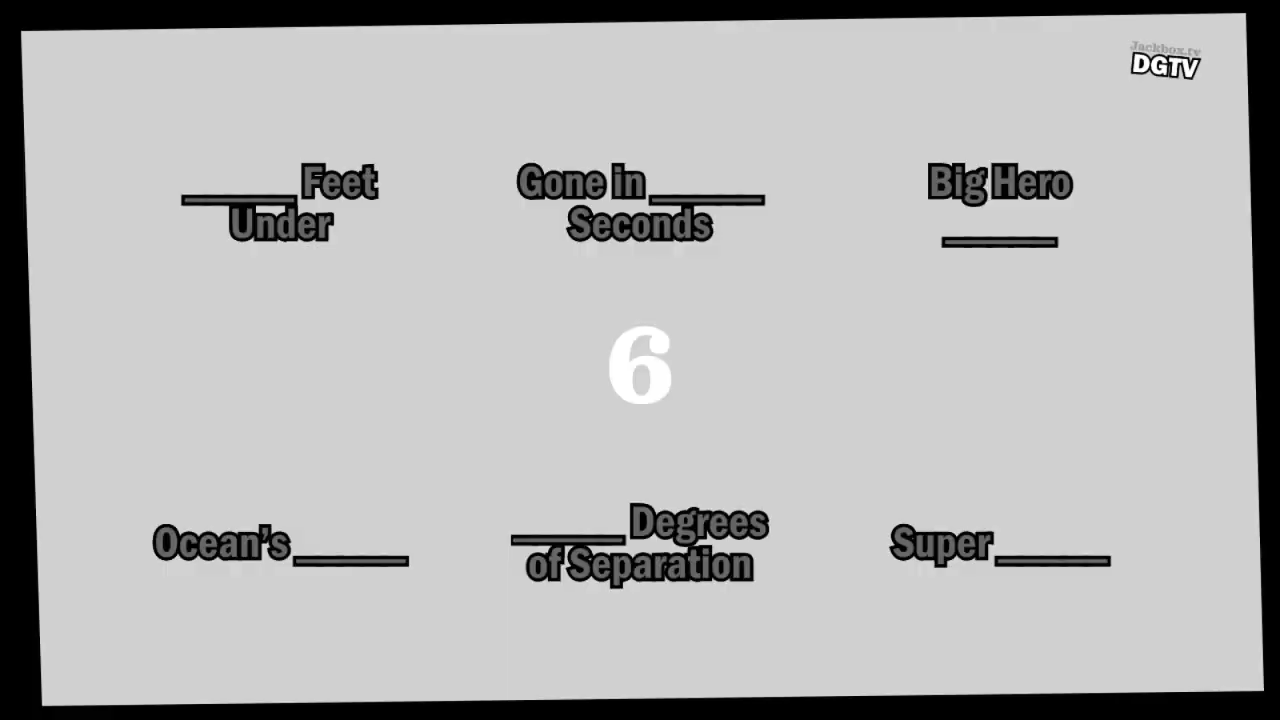 Jackbox.tv
DGTV
______ Feet
Under
Gone in ______
Seconds
Big Hero
______
6
Ocean's ______
______ Degrees
of Separation
Super ______